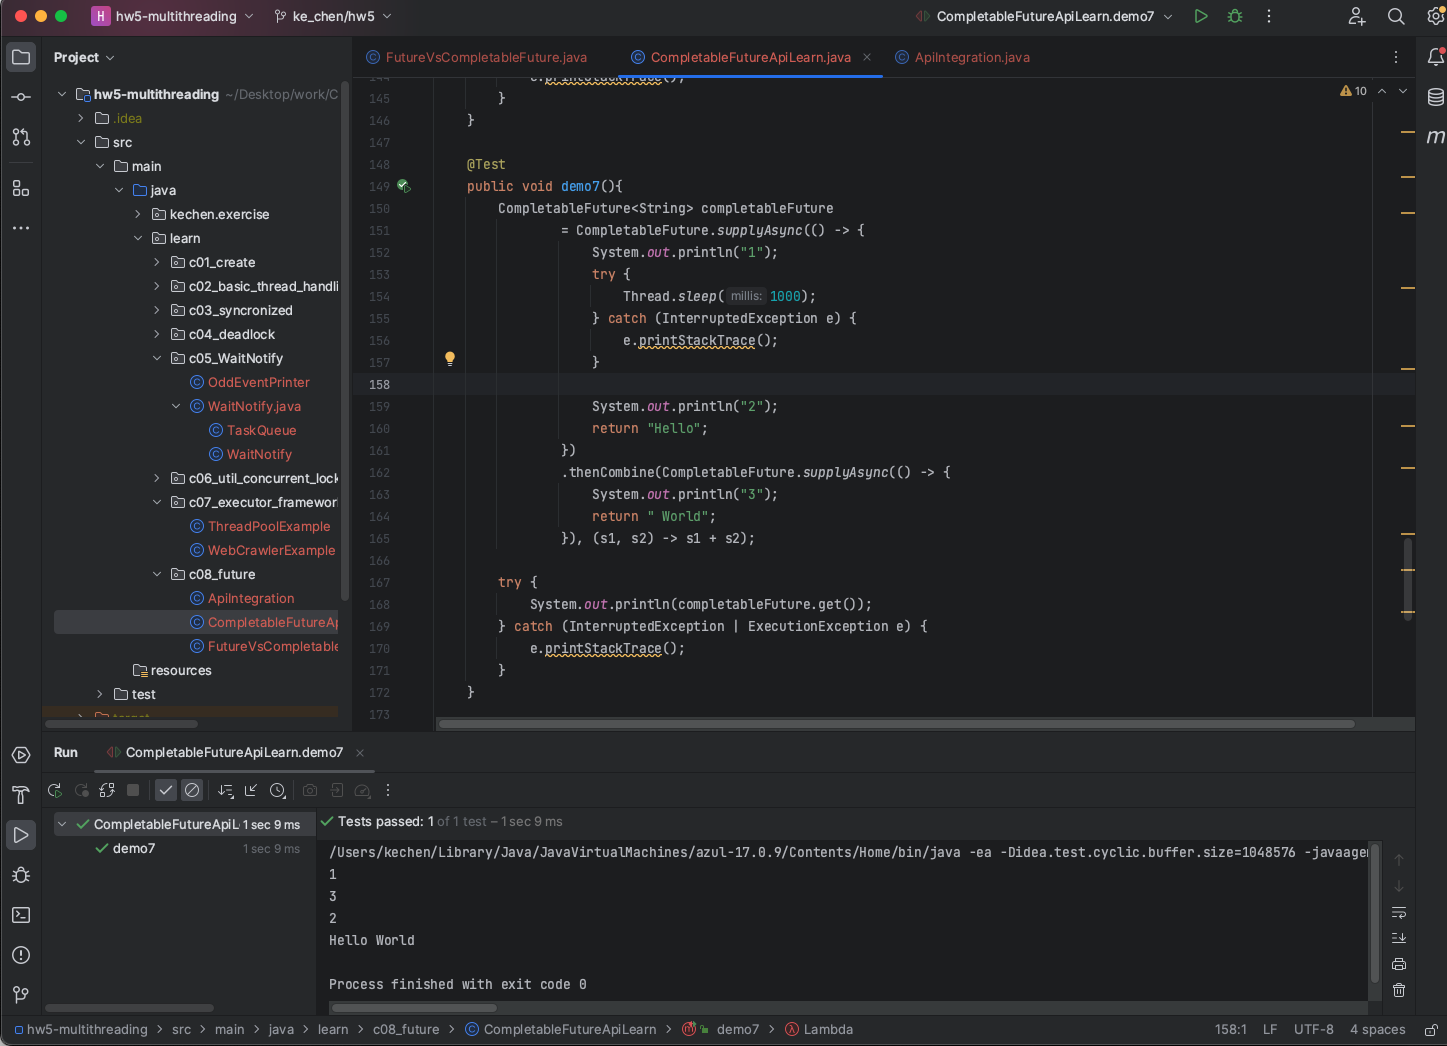 H hw5-multithreading ke_chen/hw5 CompletableFutureApiLearn.demo7
Project
FutureVsCompletableFuture.java CompletableFutureApiLearn.java ApiIntegration.java
hw5-multithreading ~/Desktop/work/C
.idea
src
main
java
kechen.exercise
learn
c01_create
c02_basic_thread_handli
c03_syncronized
c04_deadlock
c05_WaitNotify
OddEventPrinter
WaitNotify.java
TaskQueue
WaitNotify
c06_util_concurrent_lock
c07_executor_framework
ThreadPoolExample
WebCrawlerExample
c08_future
ApiIntegration
CompletableFutureAp
FutureVsCompletable
resources
test
target
10
144 e.printStackTrace();
145 }
146 }
147
148 @Test
149 public void demo7(){
150 CompletableFuture<String> completableFuture
151 = CompletableFuture.supplyAsync(() -> {
152 System.out.println("1");
153 try {
154 Thread.sleep( millis: 1000);
155 } catch (InterruptedException e) {
156 e.printStackTrace();
157 }
158
159 System.out.println("2");
160 return "Hello";
161 })
162 .thenCombine(CompletableFuture.supplyAsync(() -> {
163 System.out.println("3");
164 return " World";
165 }), (s1, s2) -> s1 + s2);
166
167 try {
168 System.out.println(completableFuture.get());
169 } catch (InterruptedException | ExecutionException e) {
170 e.printStackTrace();
171 }
172 }
173
m
Run CompletableFutureApiLearn.demo7
CompletableFutureApiL 1 sec 9 ms
demo7 1 sec 9 ms
Tests passed: 1 of 1 test – 1 sec 9 ms
/Users/kechen/Library/Java/JavaVirtualMachines/azul-17.0.9/Contents/Home/bin/java -ea -Didea.test.cyclic.buffer.size=1048576 -javaagen
1
3
2
Hello World
Process finished with exit code 0
hw5-multithreading src main java learn c08_future CompletableFutureApiLearn demo7 Lambda 158:1 LF UTF-8 4 spaces